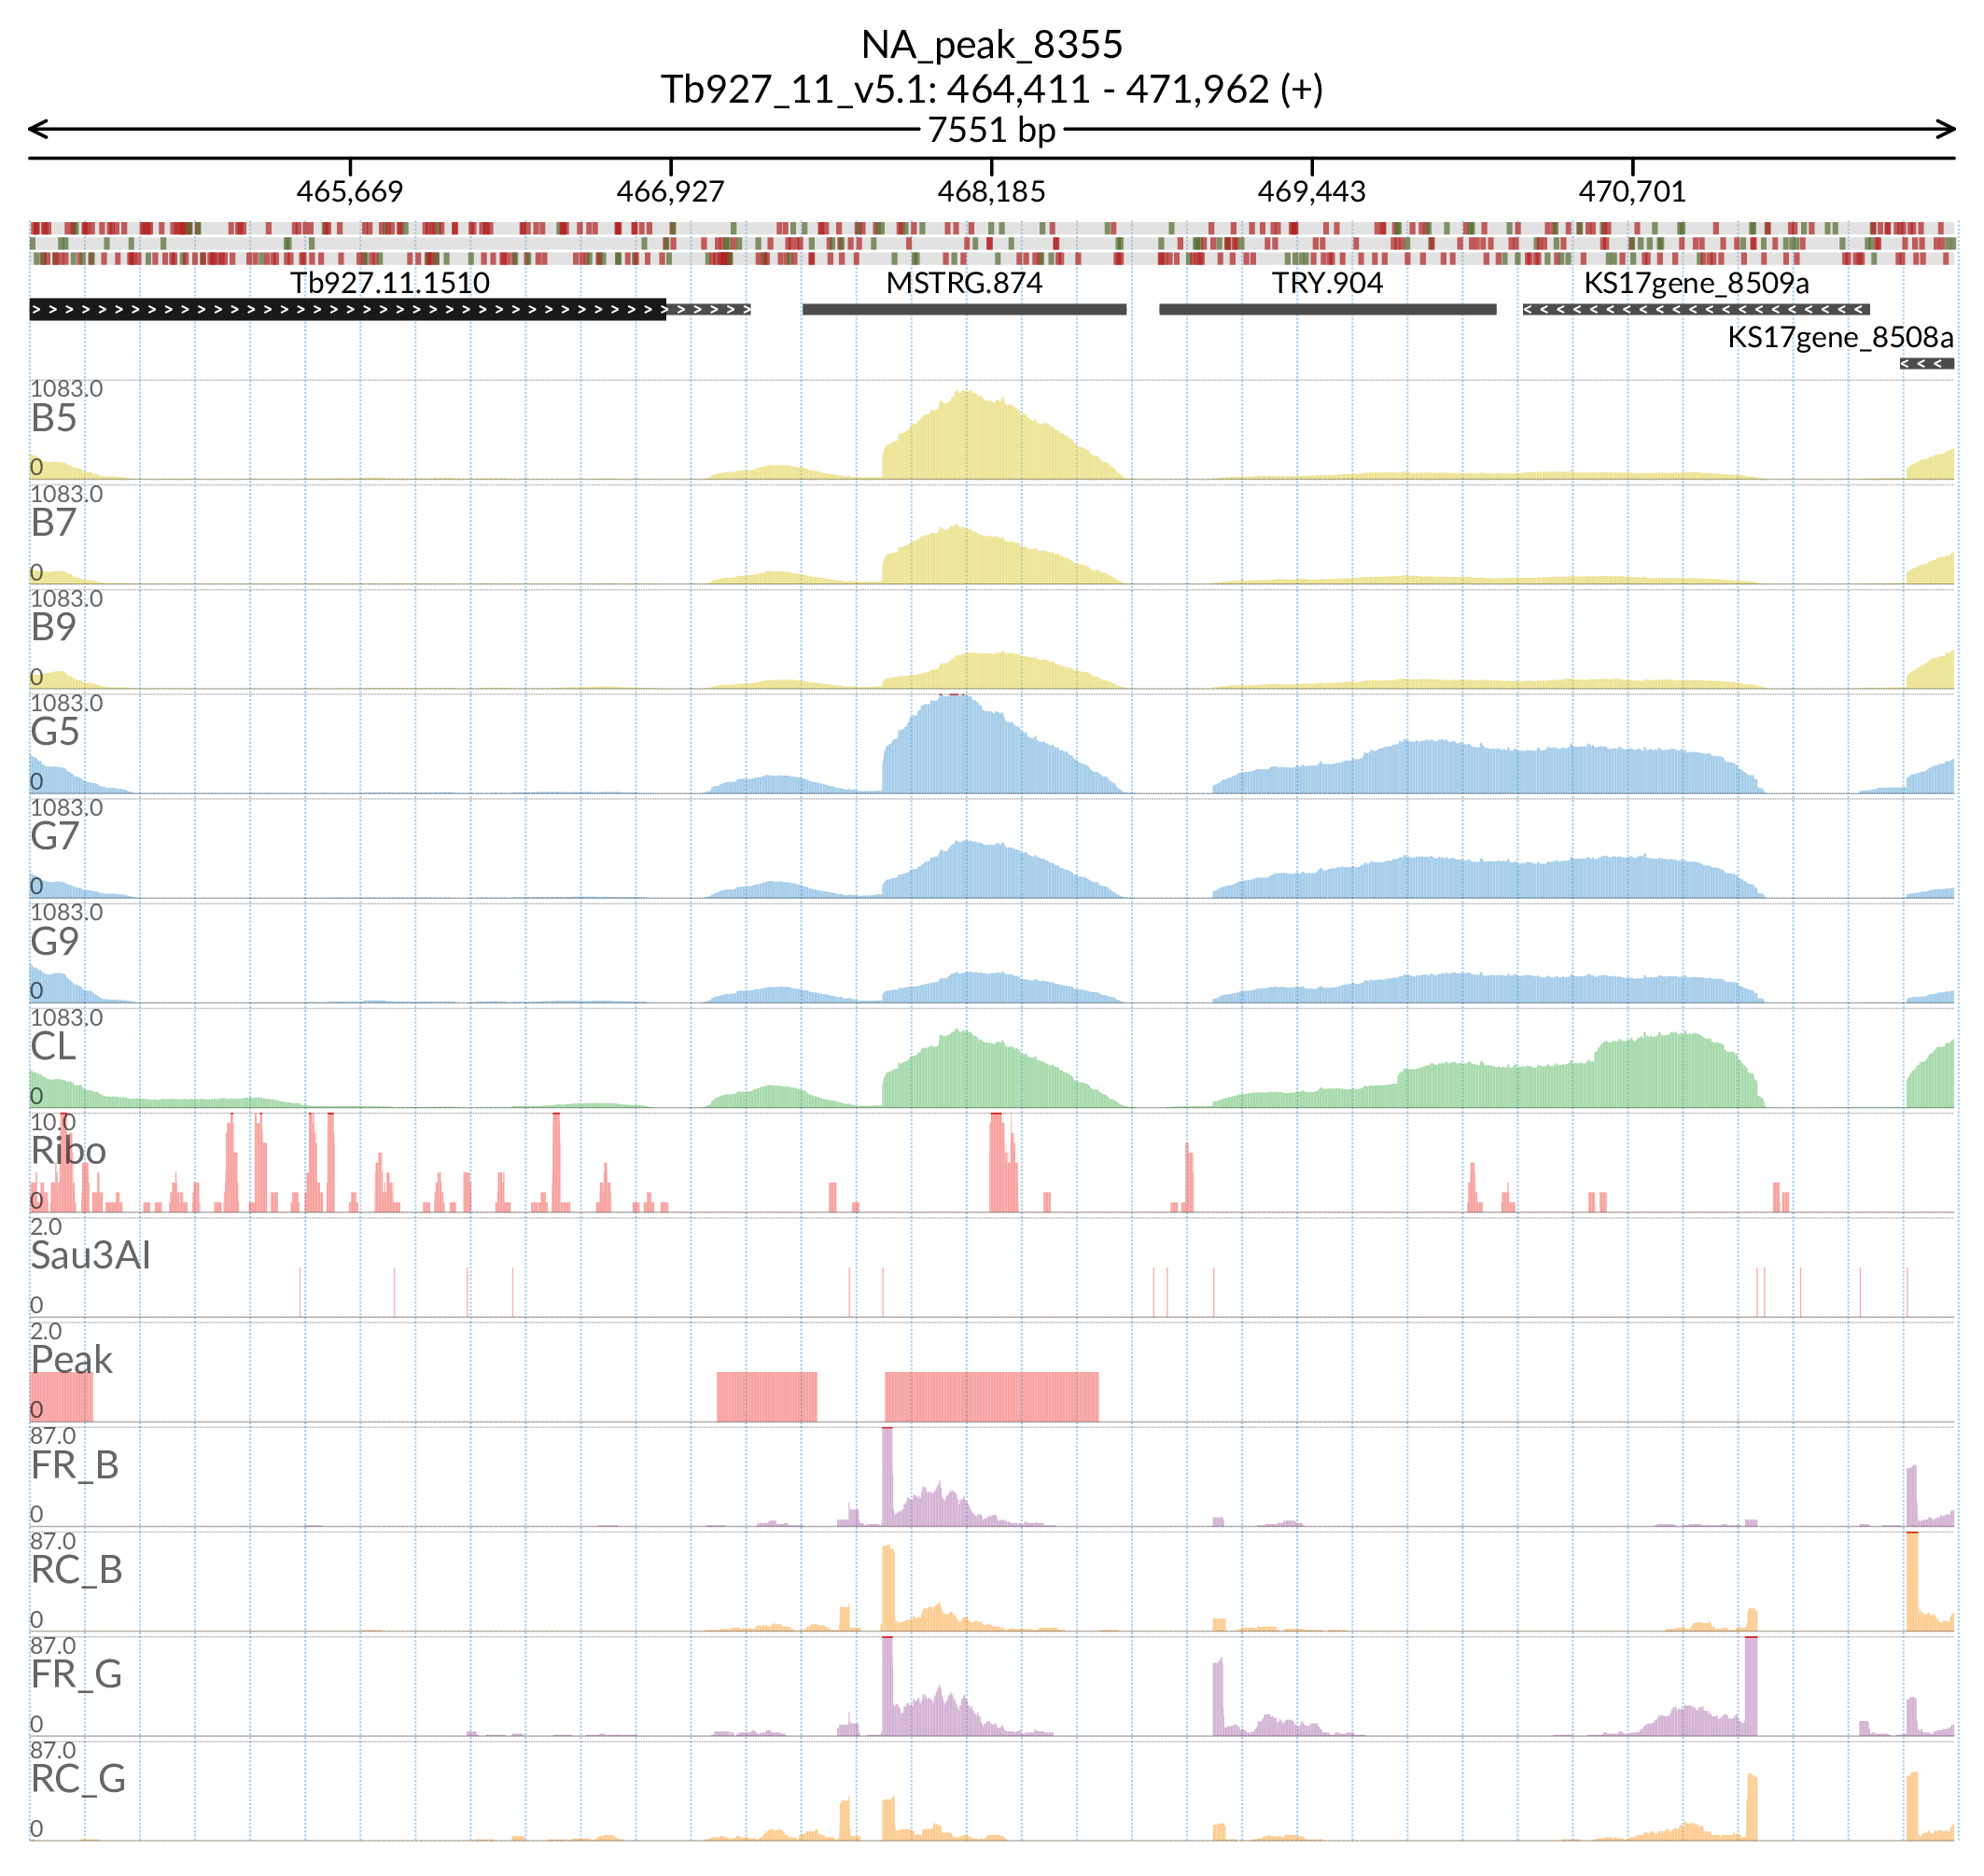 NA_peak_8355
Tb927_11_v5.1: 464,411 - 471,962 (+)
7551 bp
465,669 466,927 468,185 469,443 470,701
Tb927.11.1510 MSTRG.874 TRY.904 KS17gene_8509a
KS17gene_8508a
1083.0
B5
0
1083.0
B7
0
1083.0
B9
0
1083.0
G5
0
1083.0
G7
0
1083.0
G9
0
1083.0
CL
0
10.0
Ribo
0
2.0
Sau3AI
0
2.0
Peak
0
87.0
FR_B
0
87.0
RC_B
0
87.0
FR_G
0
87.0
RC_G
0